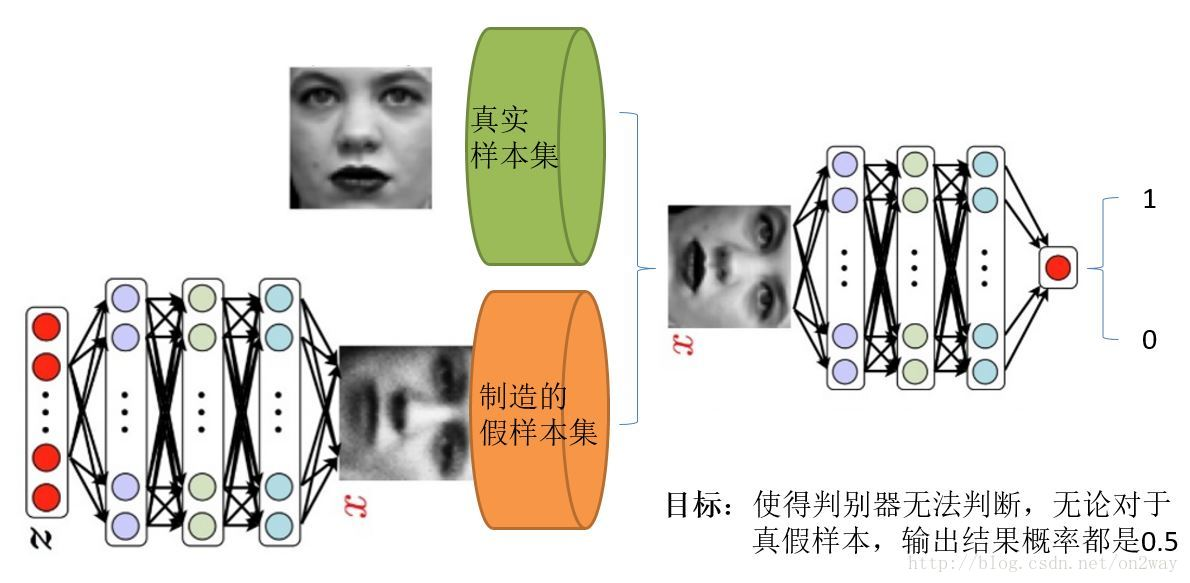 真实
样本集
制造的
假样本集
z
x
x
1
0
目标：使得判别器无法判断，无论对于
真假样本，输出结果概率都是0.5
http://blog.csdn.net/on2way